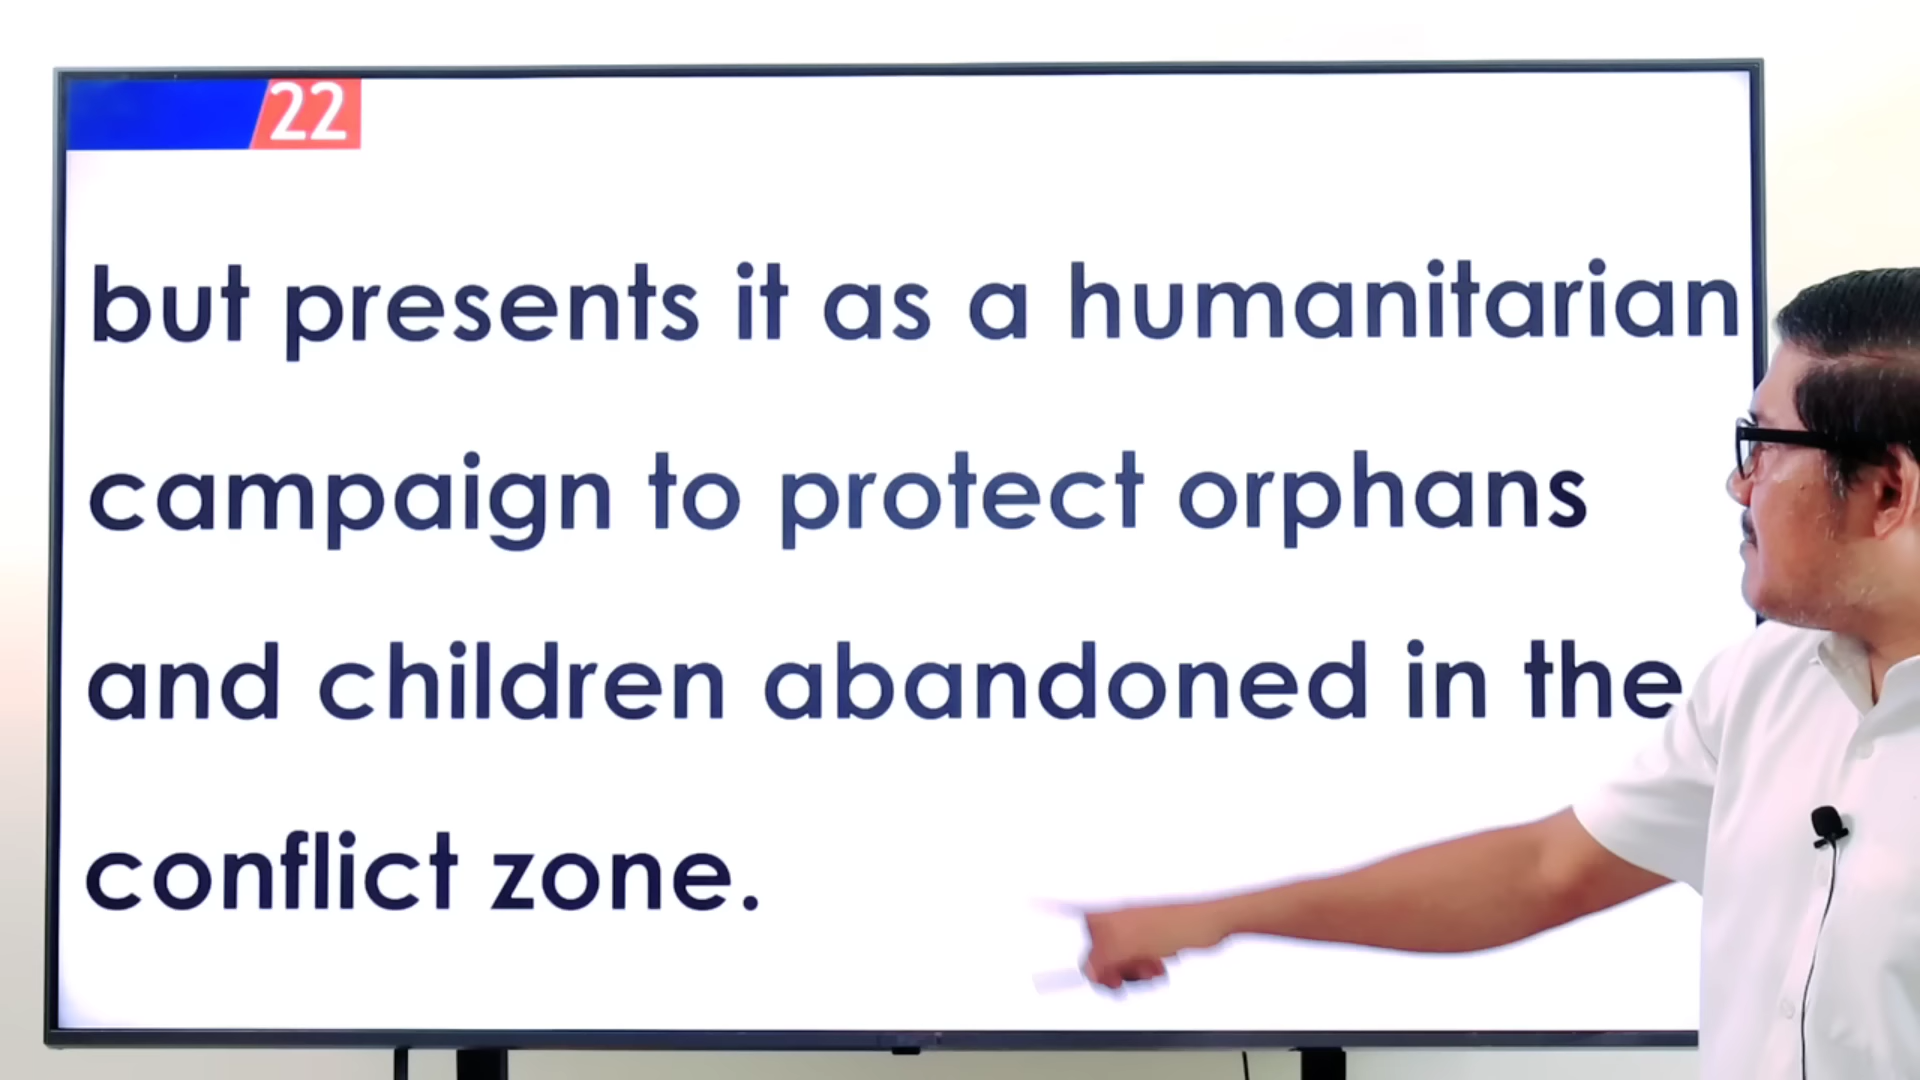 22
but presents it as a humanitarian
campaign to protect orphans
and children abandoned in the
conflict zone.